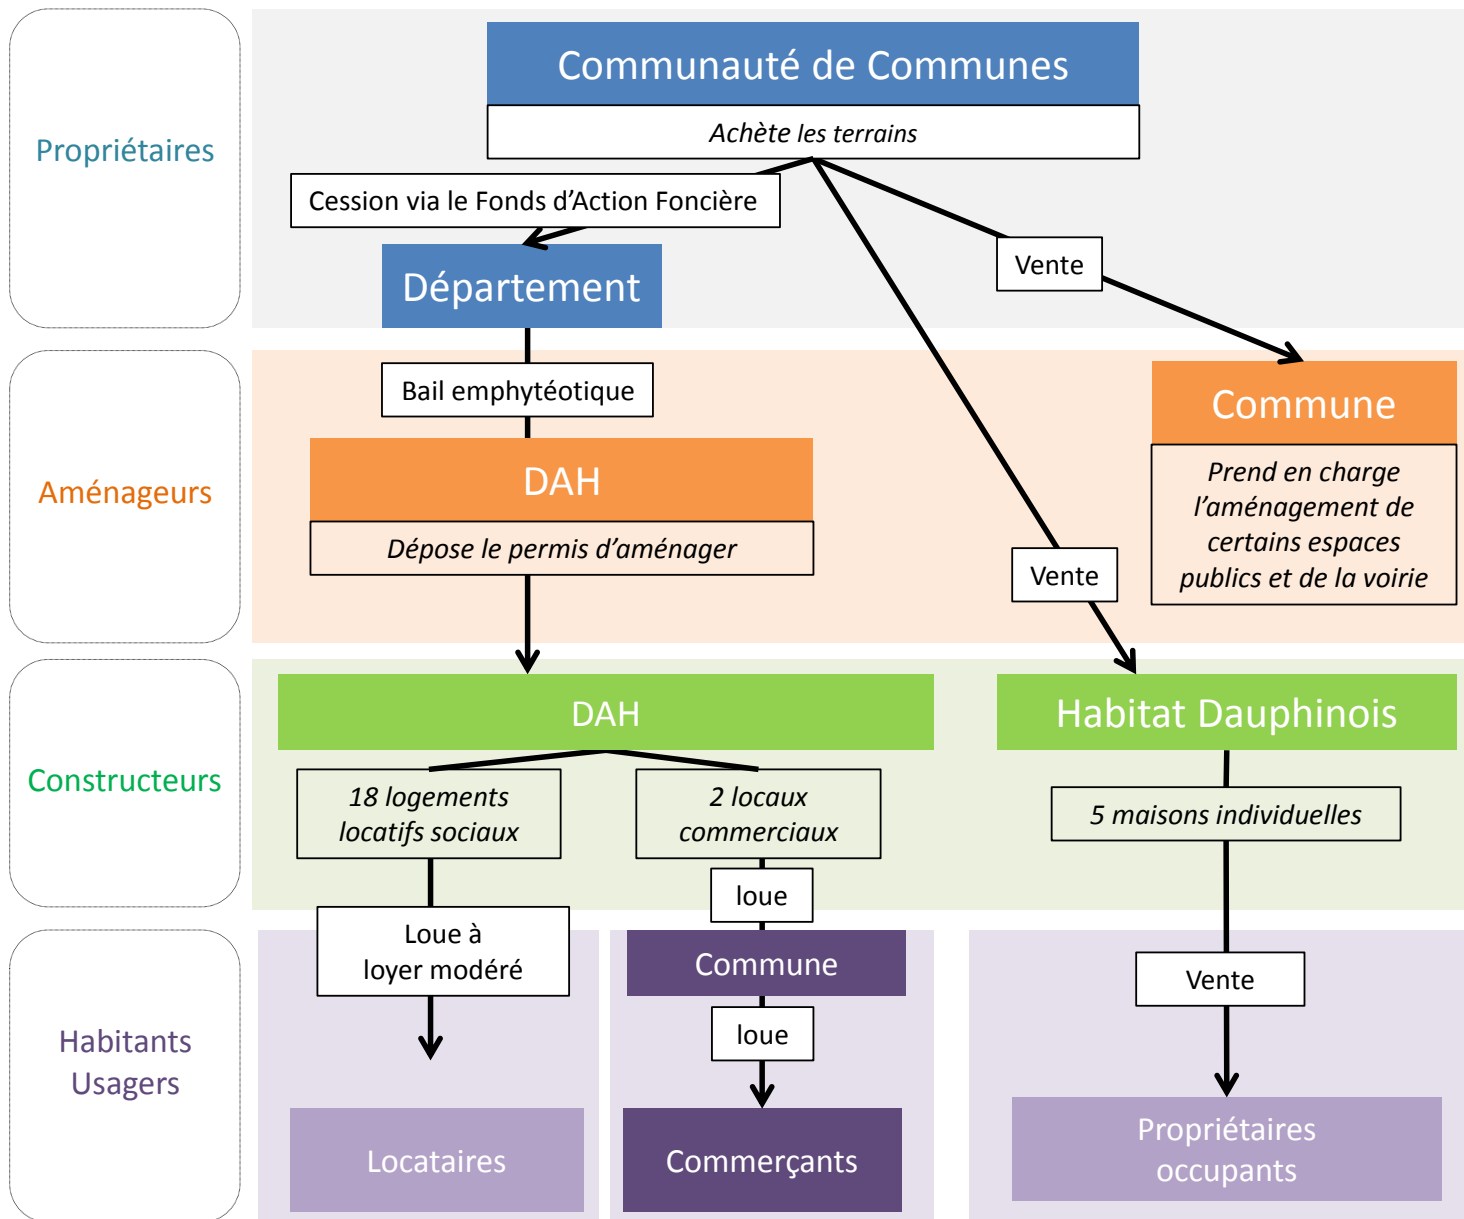 Propriétaires
Communauté de Communes
Achète les terrains
Cession via le Fonds d'Action Foncière
Vente
Département
Aménageurs
Bail emphytéotique
DAH
Dépose le permis d'aménager
Vente
Commune
Prend en charge
l'aménagement de
certains espaces
publics et de la voirie
Constructeurs
DAH
Habitat Dauphinois
18 logements
locatifs sociaux
2 locaux
commerciaux
5 maisons individuelles
loue
Habitants
Usagers
Loue à
loyer modéré
Commune
Vente
loue
Locataires
Commerçants
Propriétaires
occupants